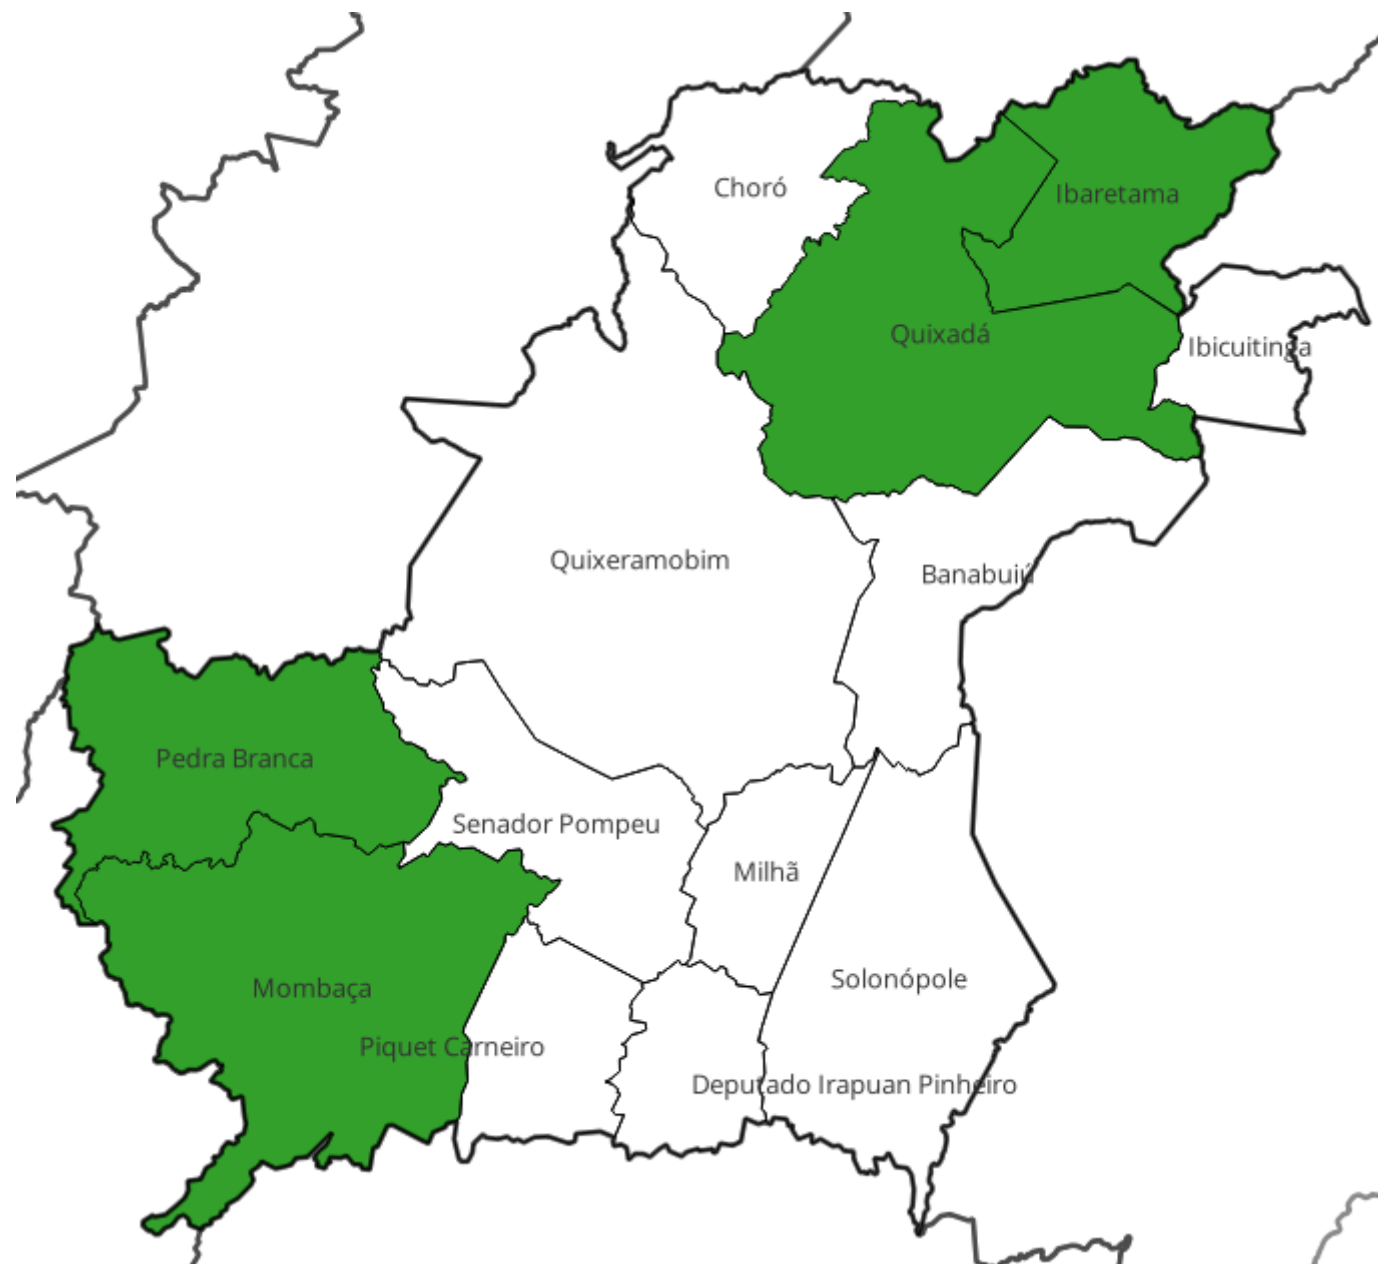 Choró
Ibaretama
Quixadá
Ibicuitinga
Quixeramobim
Banabuiú
Pedra Branca
Senador Pompeu
Milhã
Solonópole
Mombaça
Piquet Carneiro
Deputado Irapuan Pinheiro